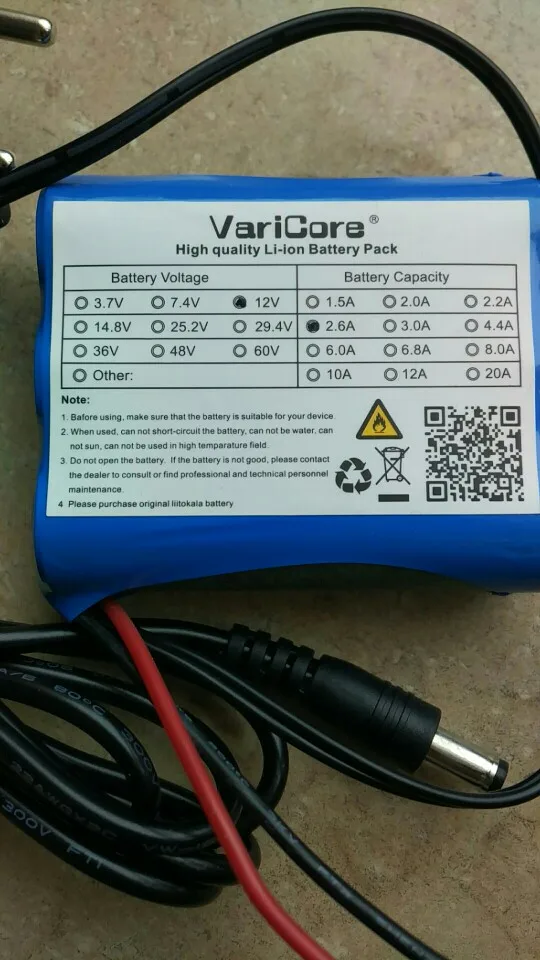 VariCore®
High quality Li-ion Battery Pack
Battery Voltage Battery Capacity
3.7V 7.4V 12V 1.5A 2.0A 2.2A
14.8V 25.2V 29.4V 2.6A 3.0A 4.4A
36V 48V 60V 6.0A 6.8A 8.0A
Other: 10A 12A 20A
Note:
1. Bafore using, make sure that the battery is suitable for your device.
2. When used, can not short-circuit the battery, can not be water, can
not sun, can not be used in high temparature field.
3. Do not open the battery. If the battery is not good, please contact
the dealer to consult or find professional and technical personnel
maintenance.
4 Please purchase original liitokala battery
80°C 300
300V FT1